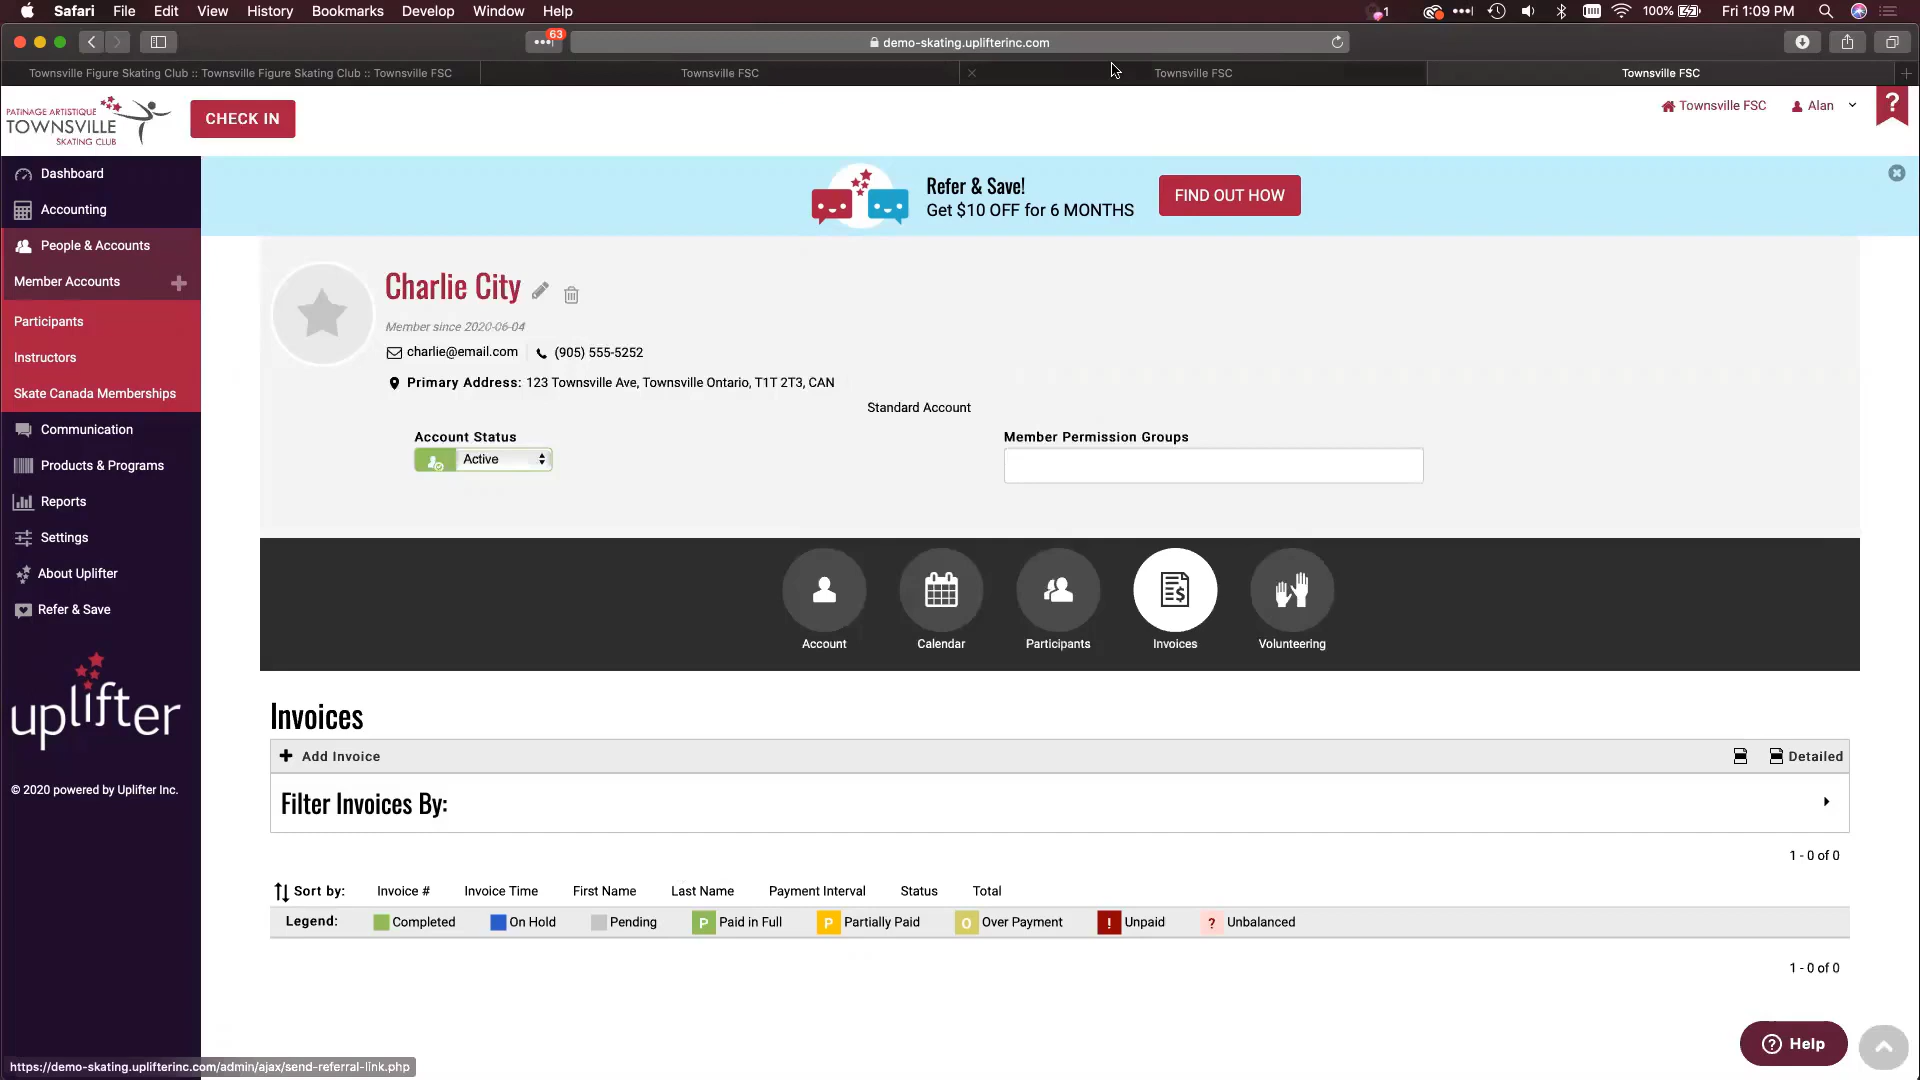 Safari File Edit View History Bookmarks Develop Window Help 1 100% Fri 1:09 PM
63 demo-skating.uplifterinc.com
Townsville Figure Skating Club :: Townsville Figure Skating Club :: Townsville FSC Townsville FSC Townsville FSC Townsville FSC
PATINAGE ARTISTIQUE
TOWNSVILLE
SKATING CLUB
CHECK IN
Townsville FSC Alan ?
Dashboard
Accounting
People & Accounts
Member Accounts
Participants
Instructors
Skate Canada Memberships
Communication
Products & Programs
Reports
Settings
About Uplifter
Refer & Save
uplifter
© 2020 powered by Uplifter Inc.
Refer & Save!
Get $10 OFF for 6 MONTHS
FIND OUT HOW
Charlie City
Member since 2020-06-04
charlie@email.com (905) 555-5252
Primary Address: 123 Townsville Ave, Townsville Ontario, T1T 2T3, CAN
Standard Account
Account Status Member Permission Groups
Active
Account Calendar Participants Invoices Volunteering
Invoices
+ Add Invoice Detailed
Filter Invoices By:
1 - 0 of 0
Sort by: Invoice # Invoice Time First Name Last Name Payment Interval Status Total
Legend: Completed On Hold Pending P Paid in Full P Partially Paid O Over Payment ! Unpaid ? Unbalanced
1 - 0 of 0
? Help
https://demo-skating.uplifterinc.com/admin/ajax/send-referral-link.php